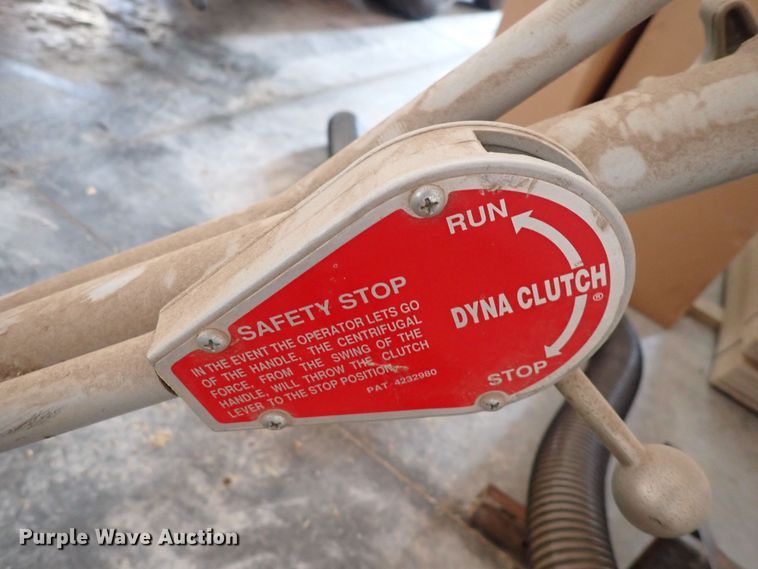 RUN
DYNA CLUTCH®
STOP
SAFETY STOP
IN THE EVENT THE OPERATOR LETS GO
OF THE HANDLE, THE CENTRIFUGAL
FORCE, FROM THE SWING OF THE
HANDLE, WILL THROW THE CLUTCH
LEVER TO THE STOP POSITION.
PAT. 4232980
Purple Wave Auction